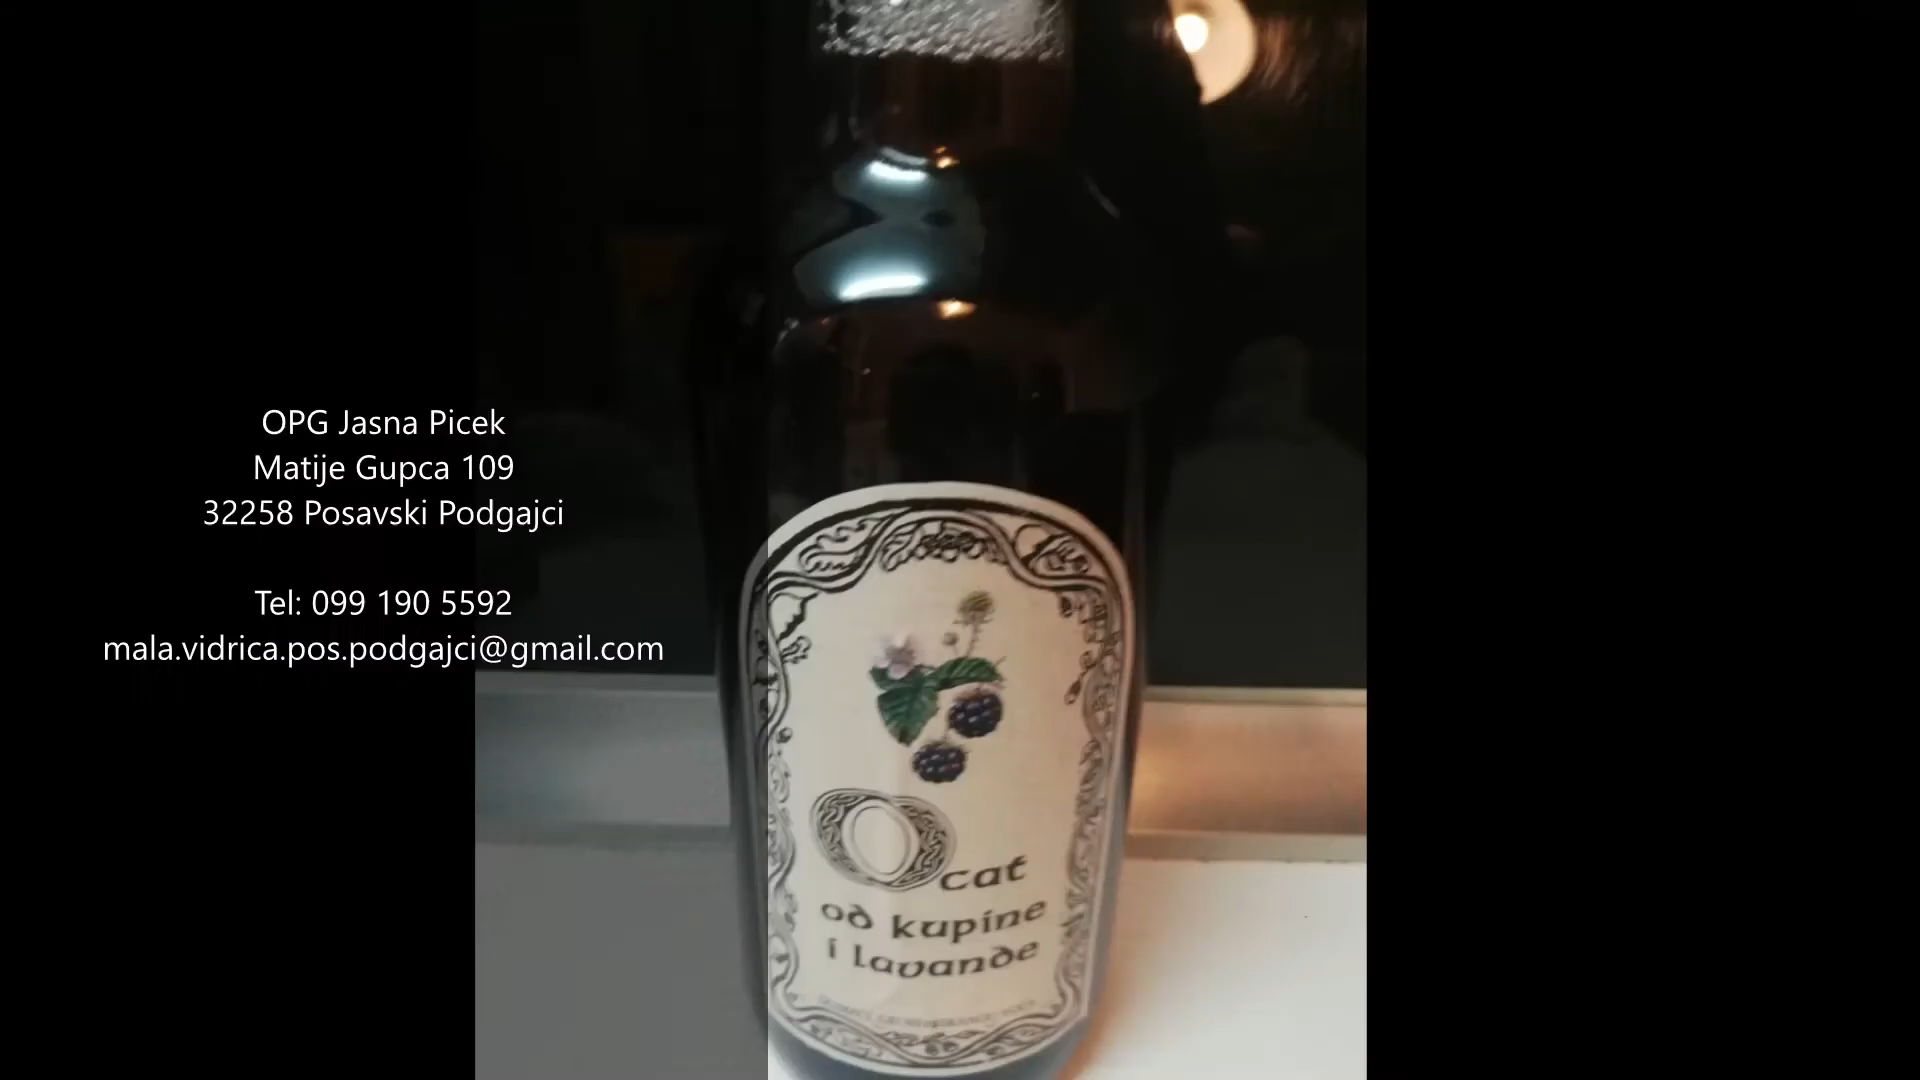 OPG Jasna Picek
Matije Gupca 109
32258 Posavski Podgajci
Tel: 099 190 5592
mala.vidrica.pos.podgajci@gmail.com
Ocat
od kupine
i lavande